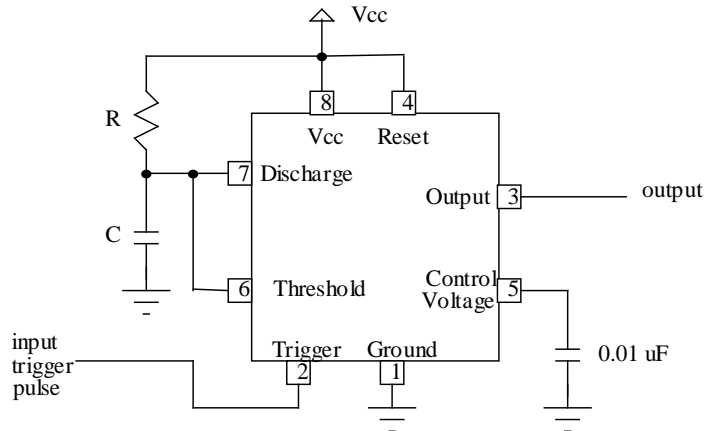 Vcc
8
4
R
Vcc
Reset
7
Discharge
Output
3
output
C
6
Threshold
Control
Voltage
5
input
trigger
pulse
Trigger
Ground
2
1
0.01 uF